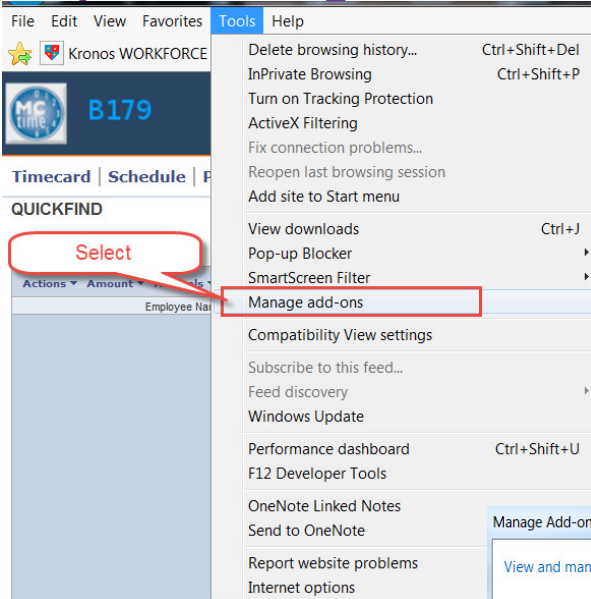 File Edit View Favorites Tools Help
Kronos WORKFORCE
MC time
B179
Timecard | Schedule |
QUICKFIND
Select
Actions Amount
Employee
Delete browsing history... Ctrl+Shift+Del
InPrivate Browsing Ctrl+Shift+P
Turn on Tracking Protection
ActiveX Filtering
Fix connection problems...
Reopen last browsing session
Add site to Start menu
View downloads Ctrl+J
Pop-up Blocker
SmartScreen Filter
Manage add-ons
Compatibility View settings
Subscribe to this feed...
Feed discovery
Windows Update
Performance dashboard Ctrl+Shift+U
F12 Developer Tools
OneNote Linked Notes
Send to OneNote
Report website problems
Internet options
Manage Add-on
View and man